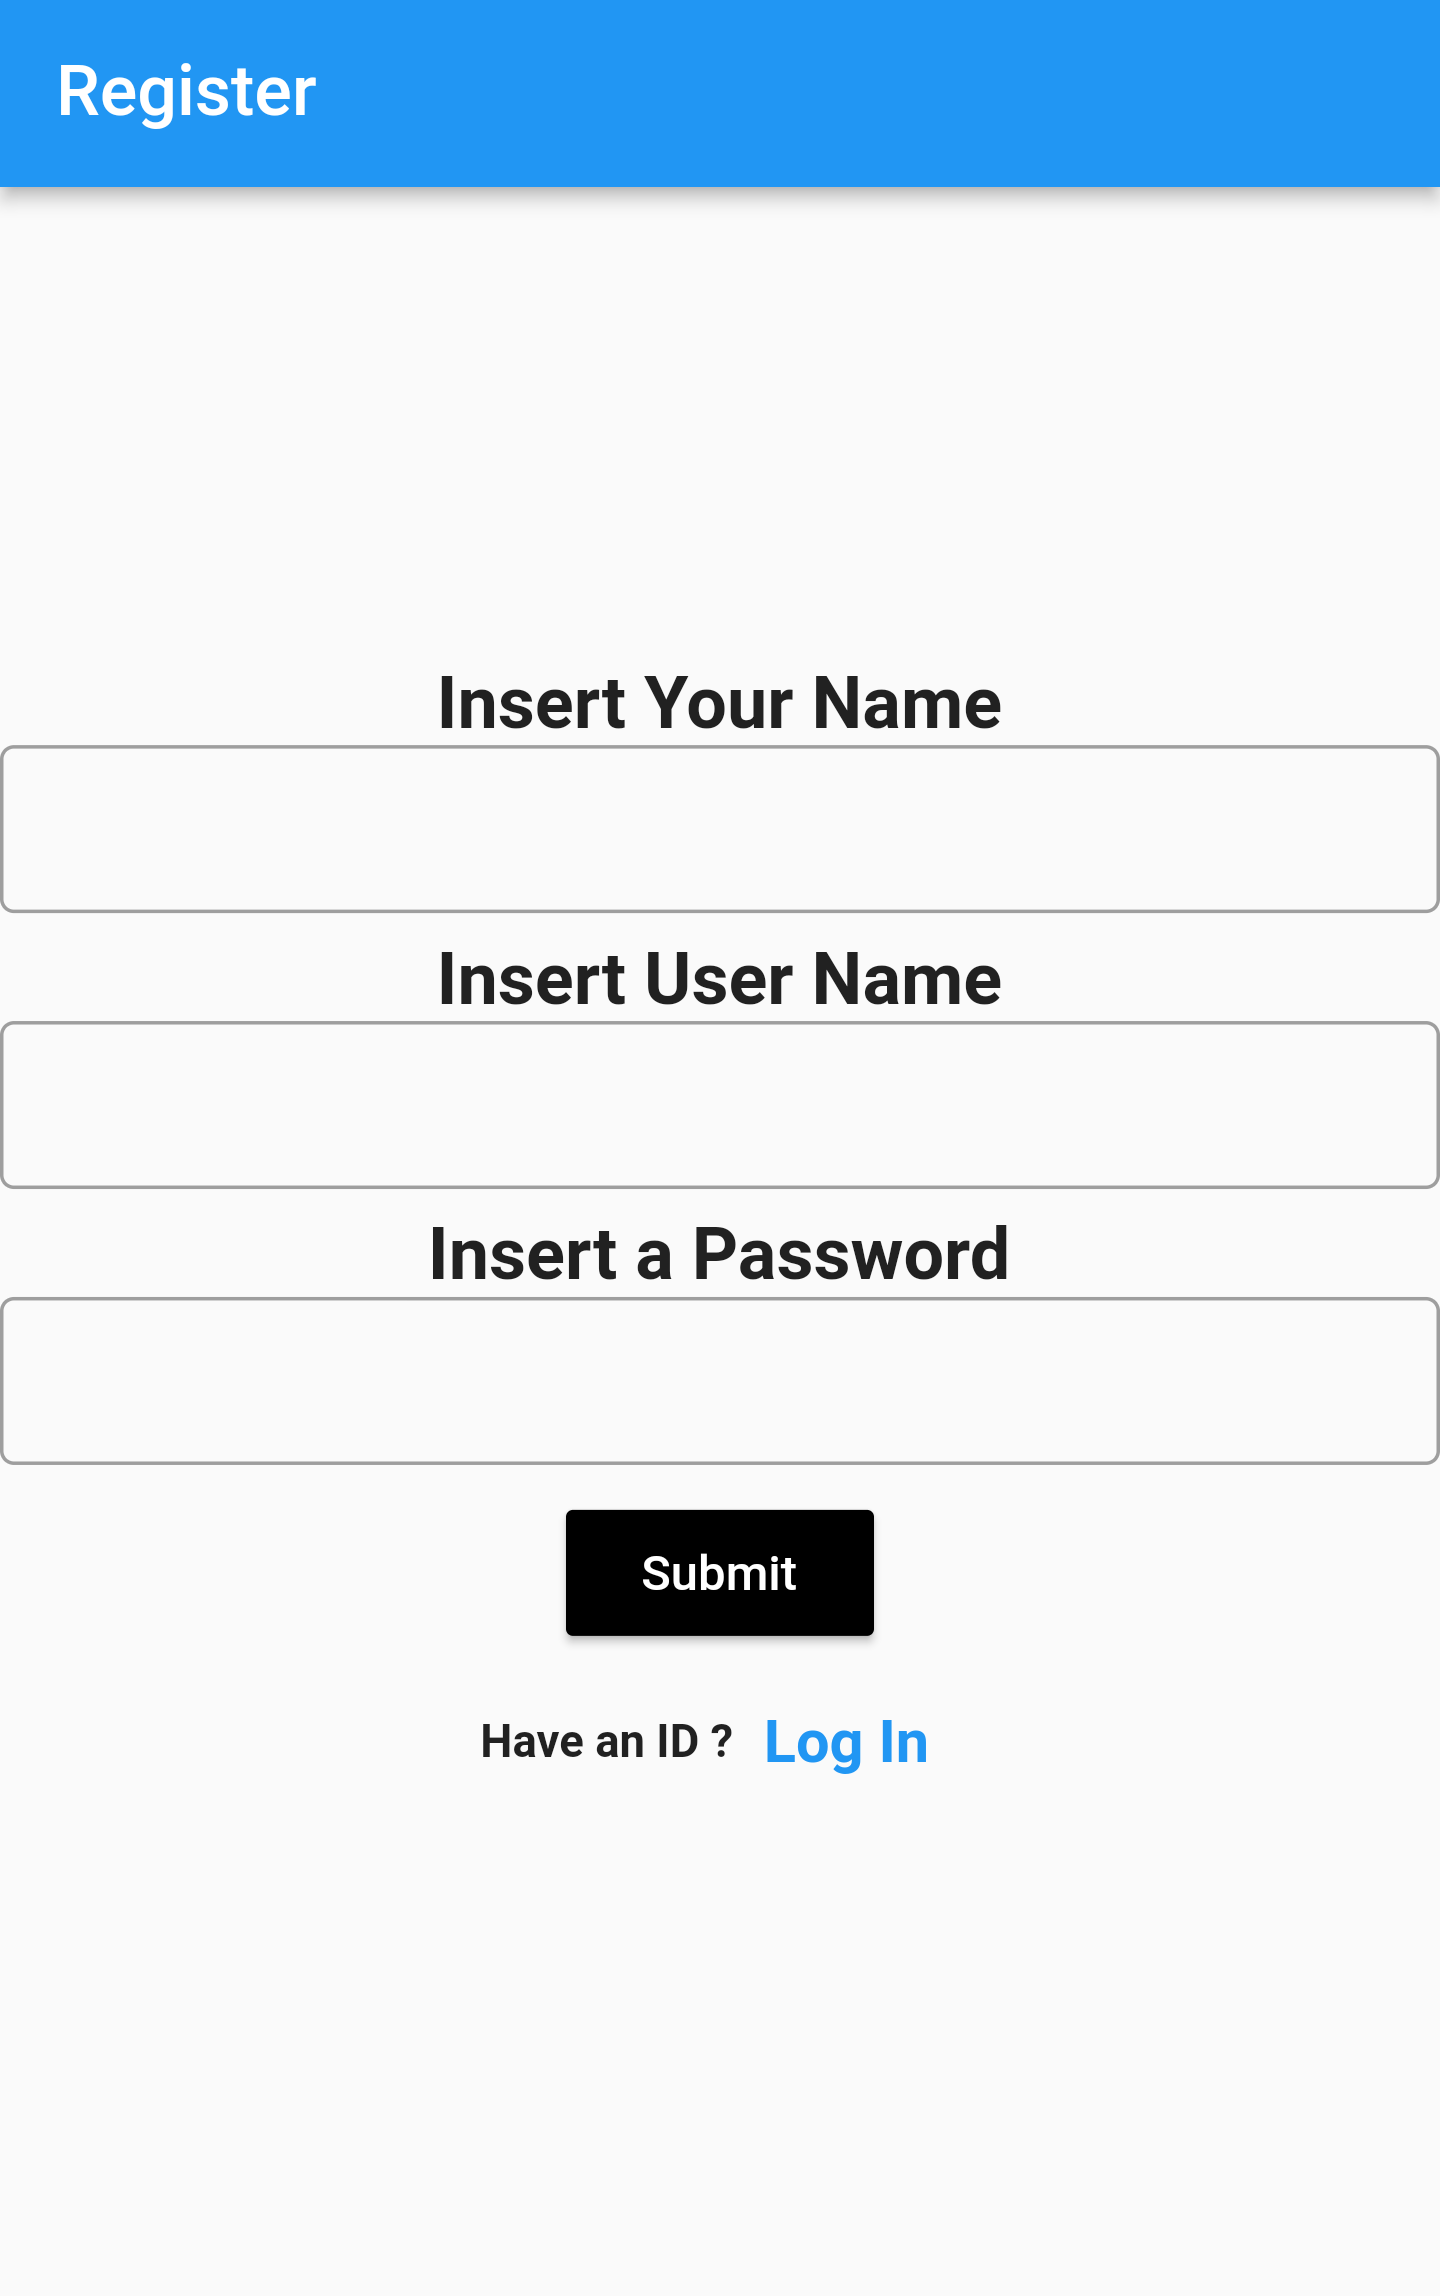 Register
Insert Your Name
Insert User Name
Insert a Password
Submit
Have an ID ? Log In